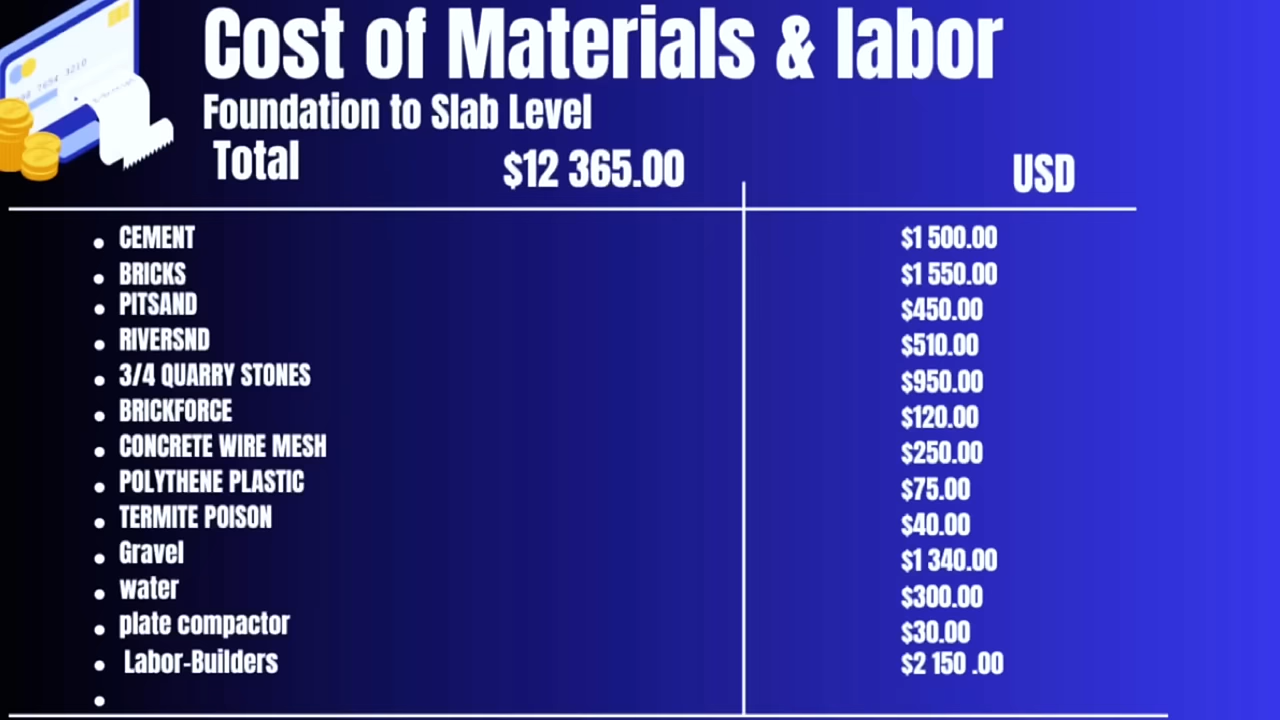 Cost of Materials & labor
Foundation to Slab Level
Total $12 365.00 USD
CEMENT $1 500.00
BRICKS $1 550.00
PITSAND $450.00
RIVERSND $510.00
3/4 QUARRY STONES $950.00
BRICKFORCE $120.00
CONCRETE WIRE MESH $250.00
POLYTHENE PLASTIC $75.00
TERMITE POISON $40.00
Gravel $1 340.00
water $300.00
plate compactor $30.00
Labor-Builders $2 150 .00